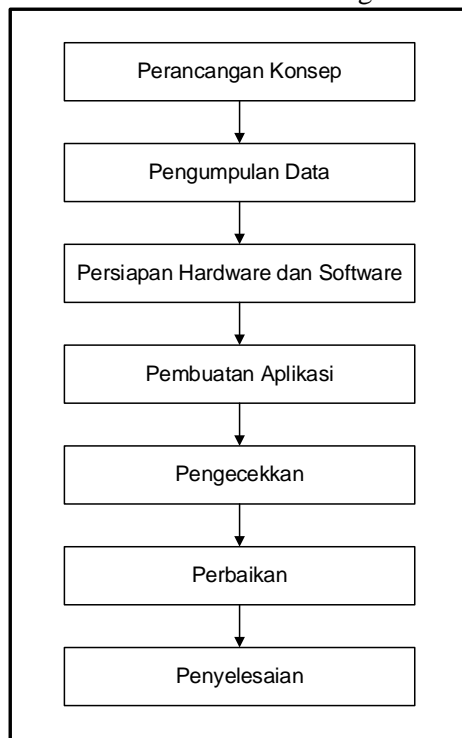 Perancangan Konsep
Pengumpulan Data
Persiapan Hardware dan Software
Pembuatan Aplikasi
Pengecekkan
Perbaikan
Penyelesaian